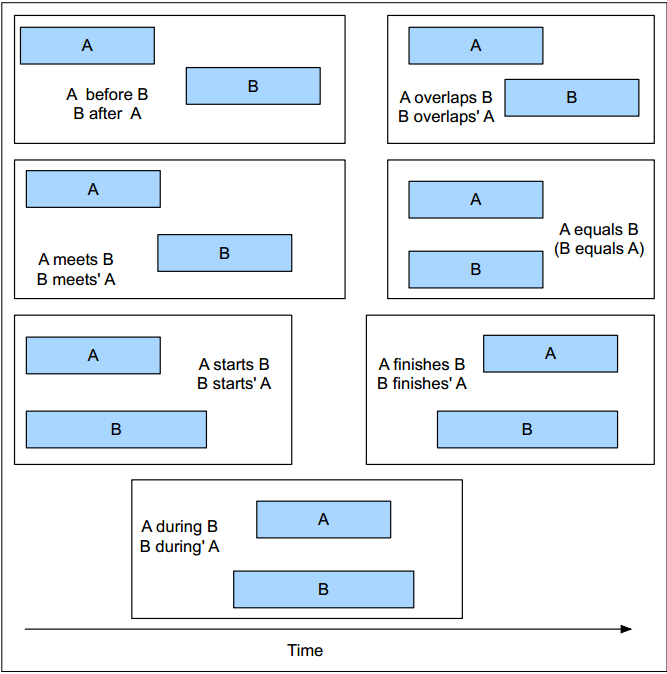 A
B
A before B
B after A
A
B
A overlaps B
B overlaps' A
A
B
A meets B
B meets' A
A
B
A equals B
(B equals A)
A
B
A starts B
B starts' A
A
B
A finishes B
B finishes' A
A
B
A during B
B during' A
Time